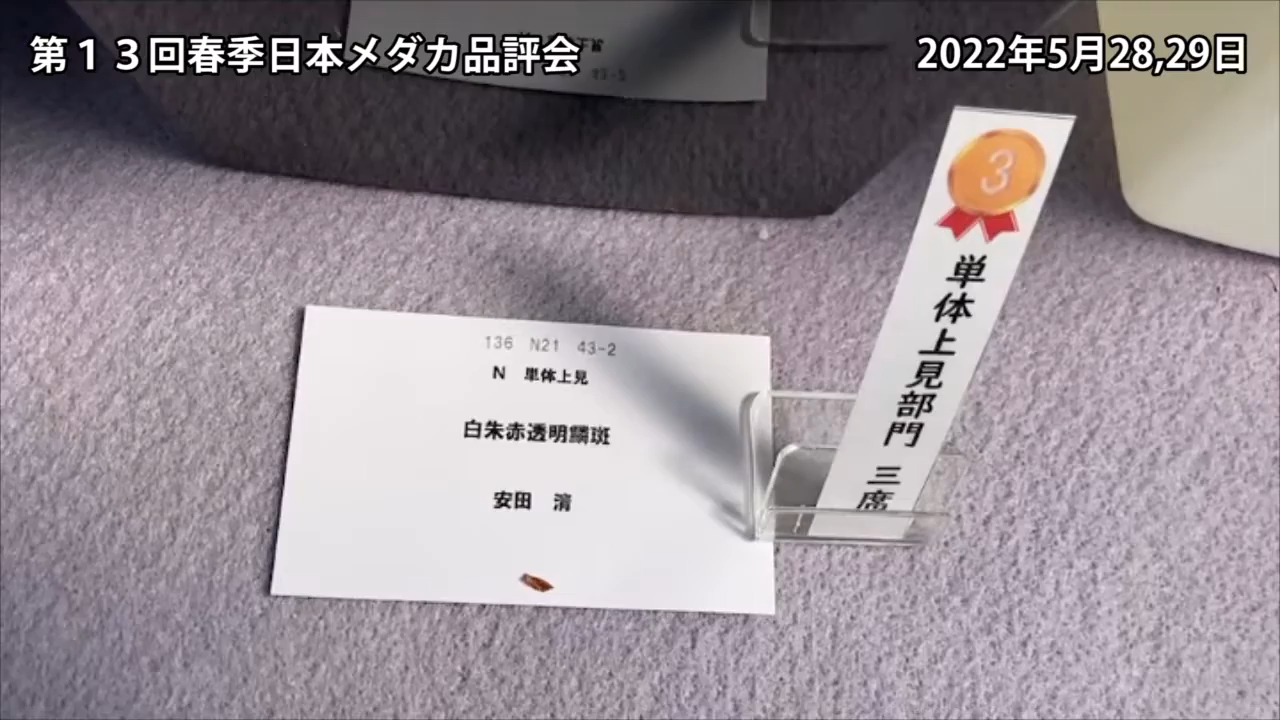 第１３回春季日本メダカ品評会
2022年5月28,29日
3
単体上見部門 三席
136 N21 43-2
N 単体上見
白朱赤透明鱗斑
安田